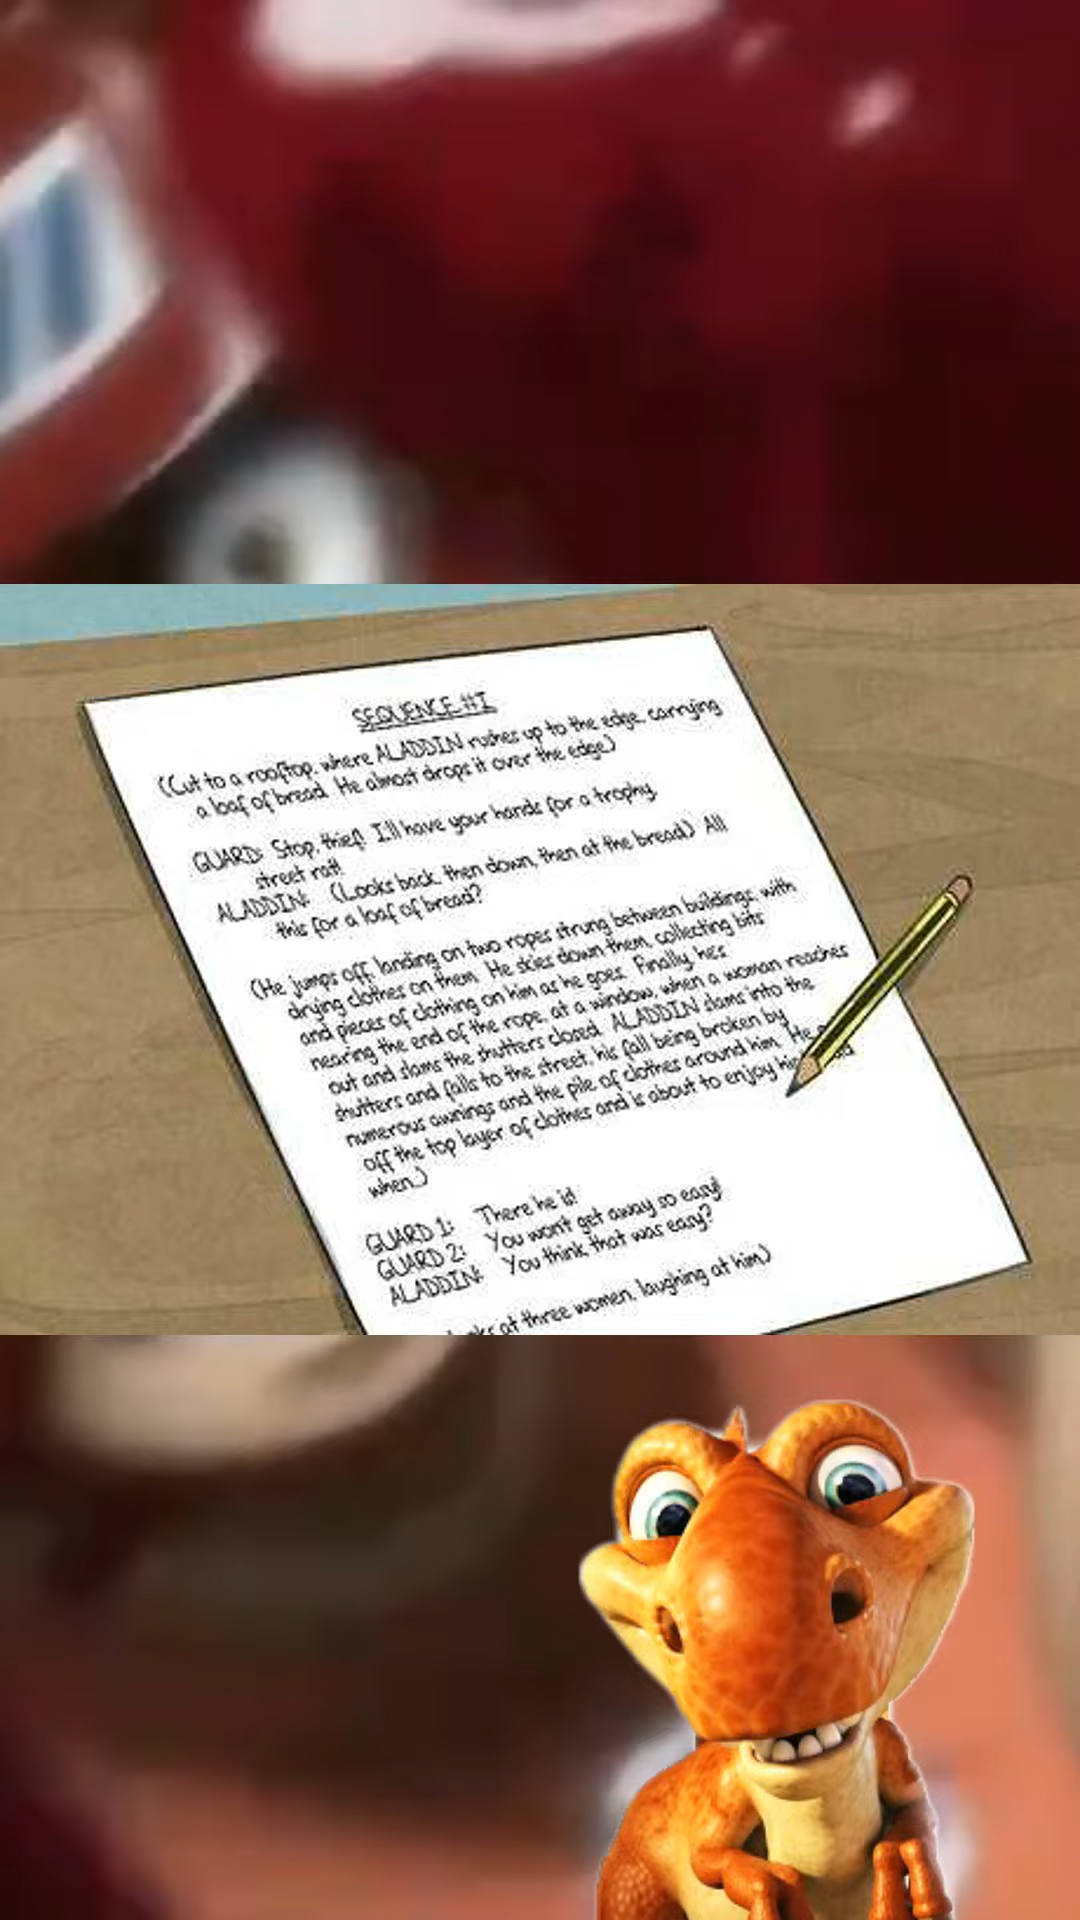 SEQUENCE #1
(Cut to a rooftop, where ALADDIN rushes up to the edge, carrying
a loaf of bread. He almost drops it over the edge.)
GUARD: Stop, thief! I'll have your hands for a trophy,
street rat!
ALADDIN: (Looks back, then down, then at the bread.) All
this for a loaf of bread?
(He jumps off, landing on two ropes strung between buildings, with
drying clothes on them. He skies down them, collecting bits
and pieces of clothing on him as he goes. Finally, he's
nearing the end of the rope, at a window, when a woman reaches
out and slams the shutters closed. ALADDIN slams into the
shutters and falls to the street, his fall being broken by
numerous awnings and the pile of clothes around him. He
off the top layer of clothes and is about to enjoy his
when...)
GUARD 1: There he is!
GUARD 2: You won't get away so easy!
ALADDIN: You think that was easy?
at three women, laughing at him)